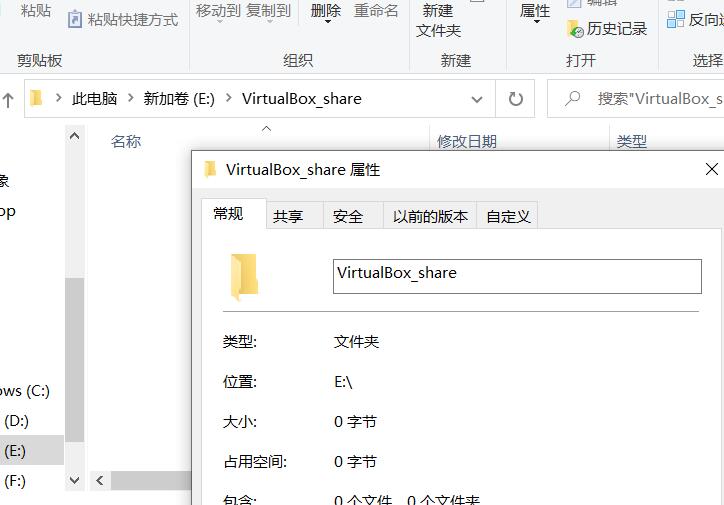 粘贴
粘贴快捷方式
移动到 复制到
删除 重命名
新建
文件夹
属性
编辑
历史记录
反向
剪贴板
组织
新建
打开
选择
此电脑
新加卷 (E:)
VirtualBox_share
搜索"VirtualBox_s
名称
修改日期
类型
象
op
ows (C:)
(D:)
(E:)
(F:)
VirtualBox_share 属性
常规
共享
安全
以前的版本
自定义
VirtualBox_share
类型:
文件夹
位置:
E:\
大小:
0 字节
占用空间:
0 字节
包含:
0 个文件，0 个文件夹